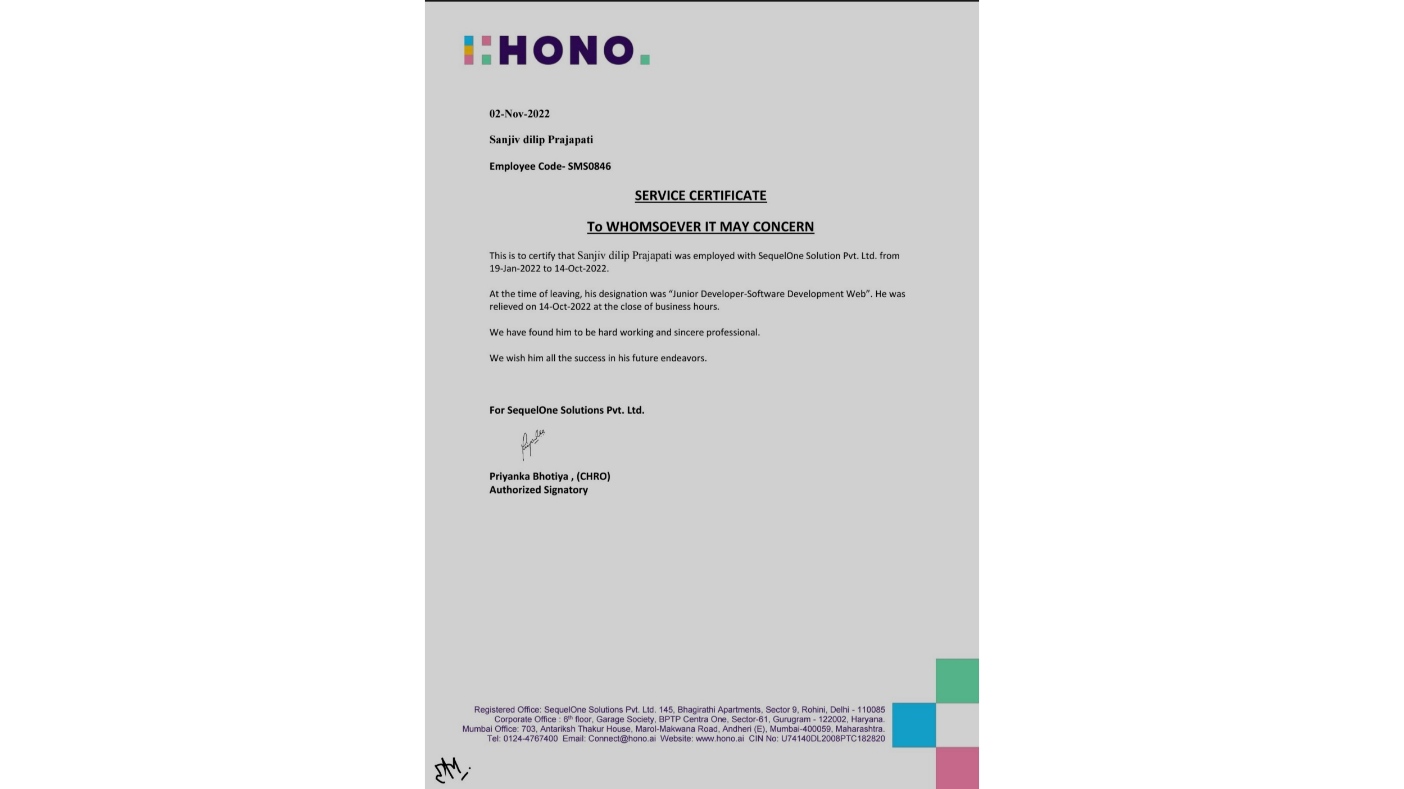 HONO.
02-Nov-2022
Sanjiv dilip Prajapati
Employee Code- SMS0846
SERVICE CERTIFICATE
To WHOMSOEVER IT MAY CONCERN
This is to certify that Sanjiv dilip Prajapati was employed with SequelOne Solution Pvt. Ltd. from
19-Jan-2022 to 14-Oct-2022.
At the time of leaving, his designation was “Junior Developer-Software Development Web”. He was
relieved on 14-Oct-2022 at the close of business hours.
We have found him to be hard working and sincere professional.
We wish him all the success in his future endeavors.
For SequelOne Solutions Pvt. Ltd.
Priyanka Bhotiya , (CHRO)
Authorized Signatory
Registered Office: SequelOne Solutions Pvt. Ltd. 145, Bhagirathi Apartments, Sector 9, Rohini, Delhi - 110085
Corporate Office : 6th floor, Garage Society, BPTP Centra One, Sector-61, Gurugram - 122002, Haryana.
Mumbai Office: 703, Antariksh Thakur House, Marol-Makwana Road, Andheri (E), Mumbai-400059, Maharashtra.
Tel: 0124-4767400 Email: Connect@hono.ai Website: www.hono.ai CIN No: U74140DL2008PTC182820